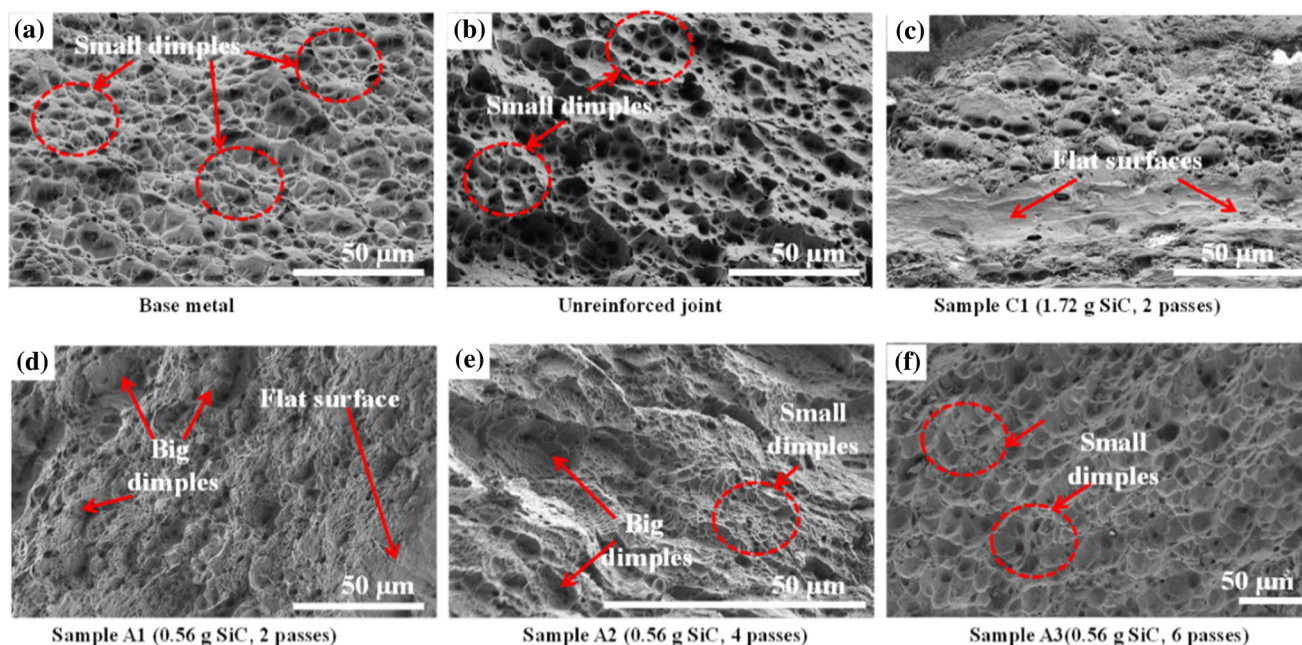 (a)
Small dimples
50 µm
Base metal
(b)
Small dimples
50 µm
Unreinforced joint
(c)
Flat surfaces
50 µm
Sample C1 (1.72 g SiC, 2 passes)
(d)
Flat surface
Big
dimples
50 µm
Sample A1 (0.56 g SiC, 2 passes)
(e)
Small
dimples
Big
dimples
50 µm
Sample A2 (0.56 g SiC, 4 passes)
(f)
Small
dimples
50 µm
Sample A3(0.56 g SiC, 6 passes)